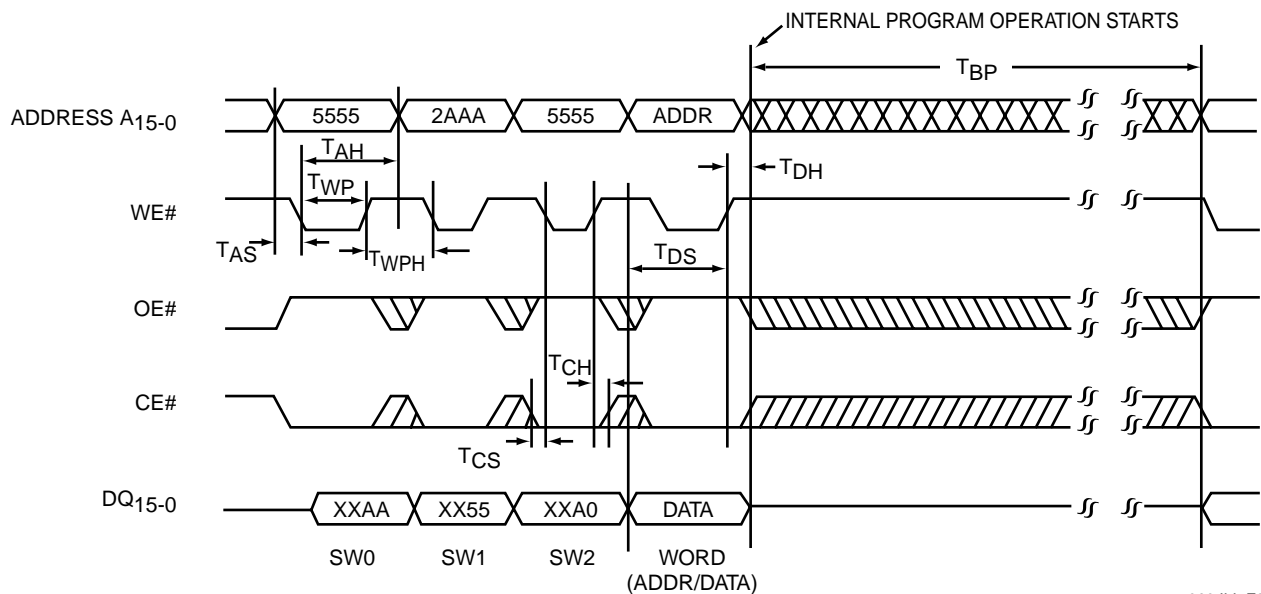 INTERNAL PROGRAM OPERATION STARTS
TBP
ADDRESS A15-0
5555
2AAA
5555
ADDR
TAH
TDH
TWP
WE#
TAS
TWPH
TDS
OE#
TCH
CE#
TCS
DQ15-0
XXAA
XX55
XXA0
DATA
SW0
SW1
SW2
WORD
(ADDR/DATA)